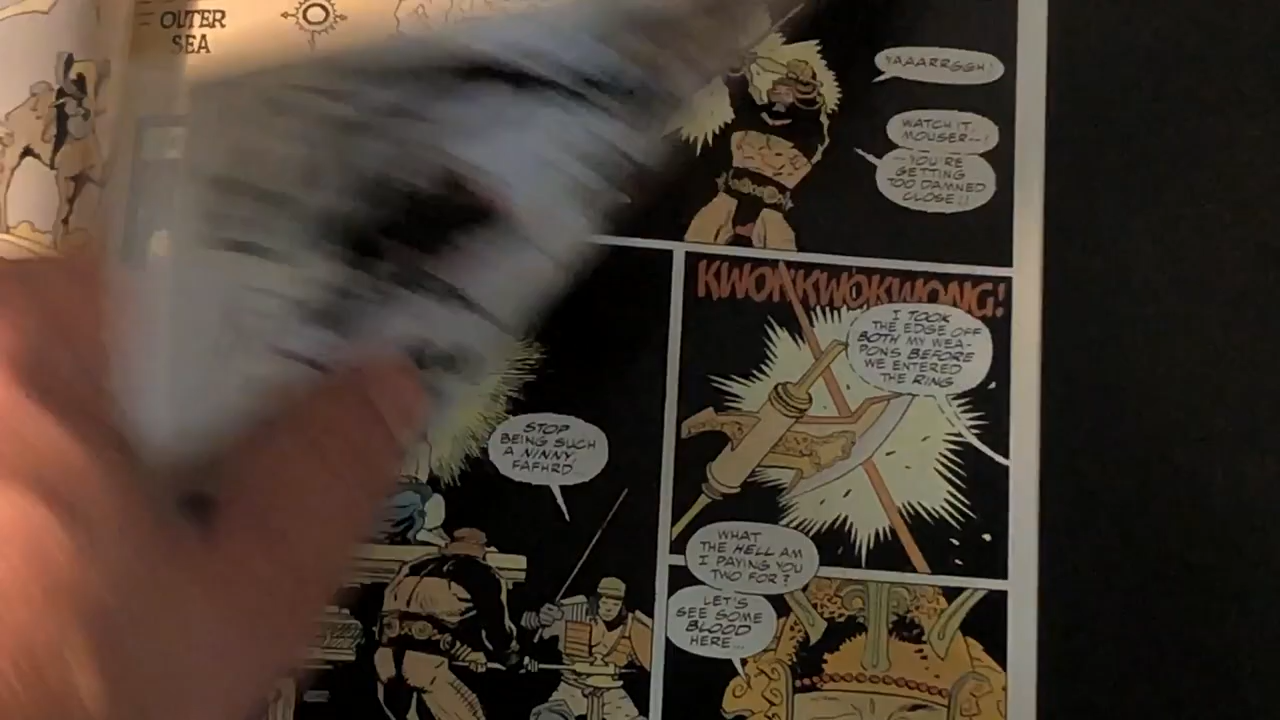 OUTER
SEA
YAAARRGGH!
WATCH IT,
MOUSER--!
--YOU'RE
GETTING
TOO DAMNED
CLOSE!!
KWONKWOKWONG!
I TOOK
THE EDGE OFF
BOTH MY WEA-
PONS BEFORE
WE ENTERED
THE RING
STOP
BEING SUCH
A NINNY,
FAFHRD...
WHAT
THE HELL AM
I PAYING YOU
TWO FOR?
LET'S
SEE SOME
BLOOD
HERE...